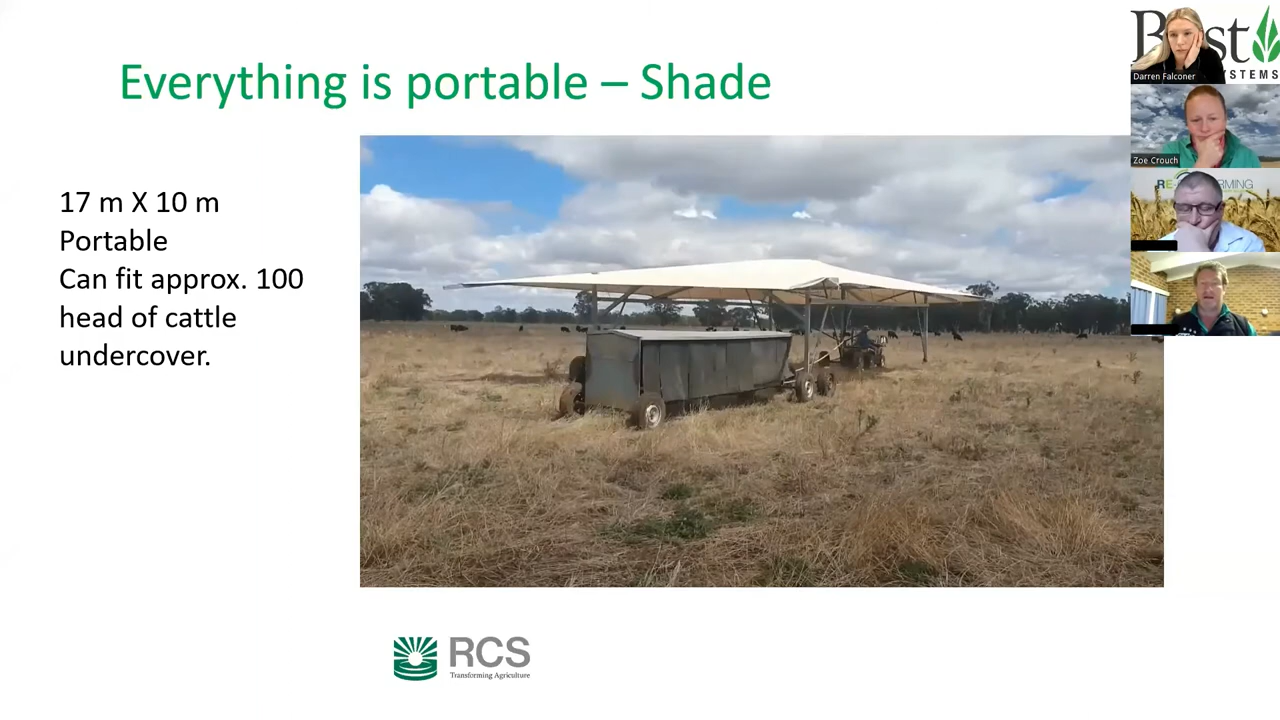 Everything is portable – Shade
17 m X 10 m
Portable
Can fit approx. 100
head of cattle
undercover.
RCS
Transforming Agriculture
Darren Falconer
Zoe Crouch